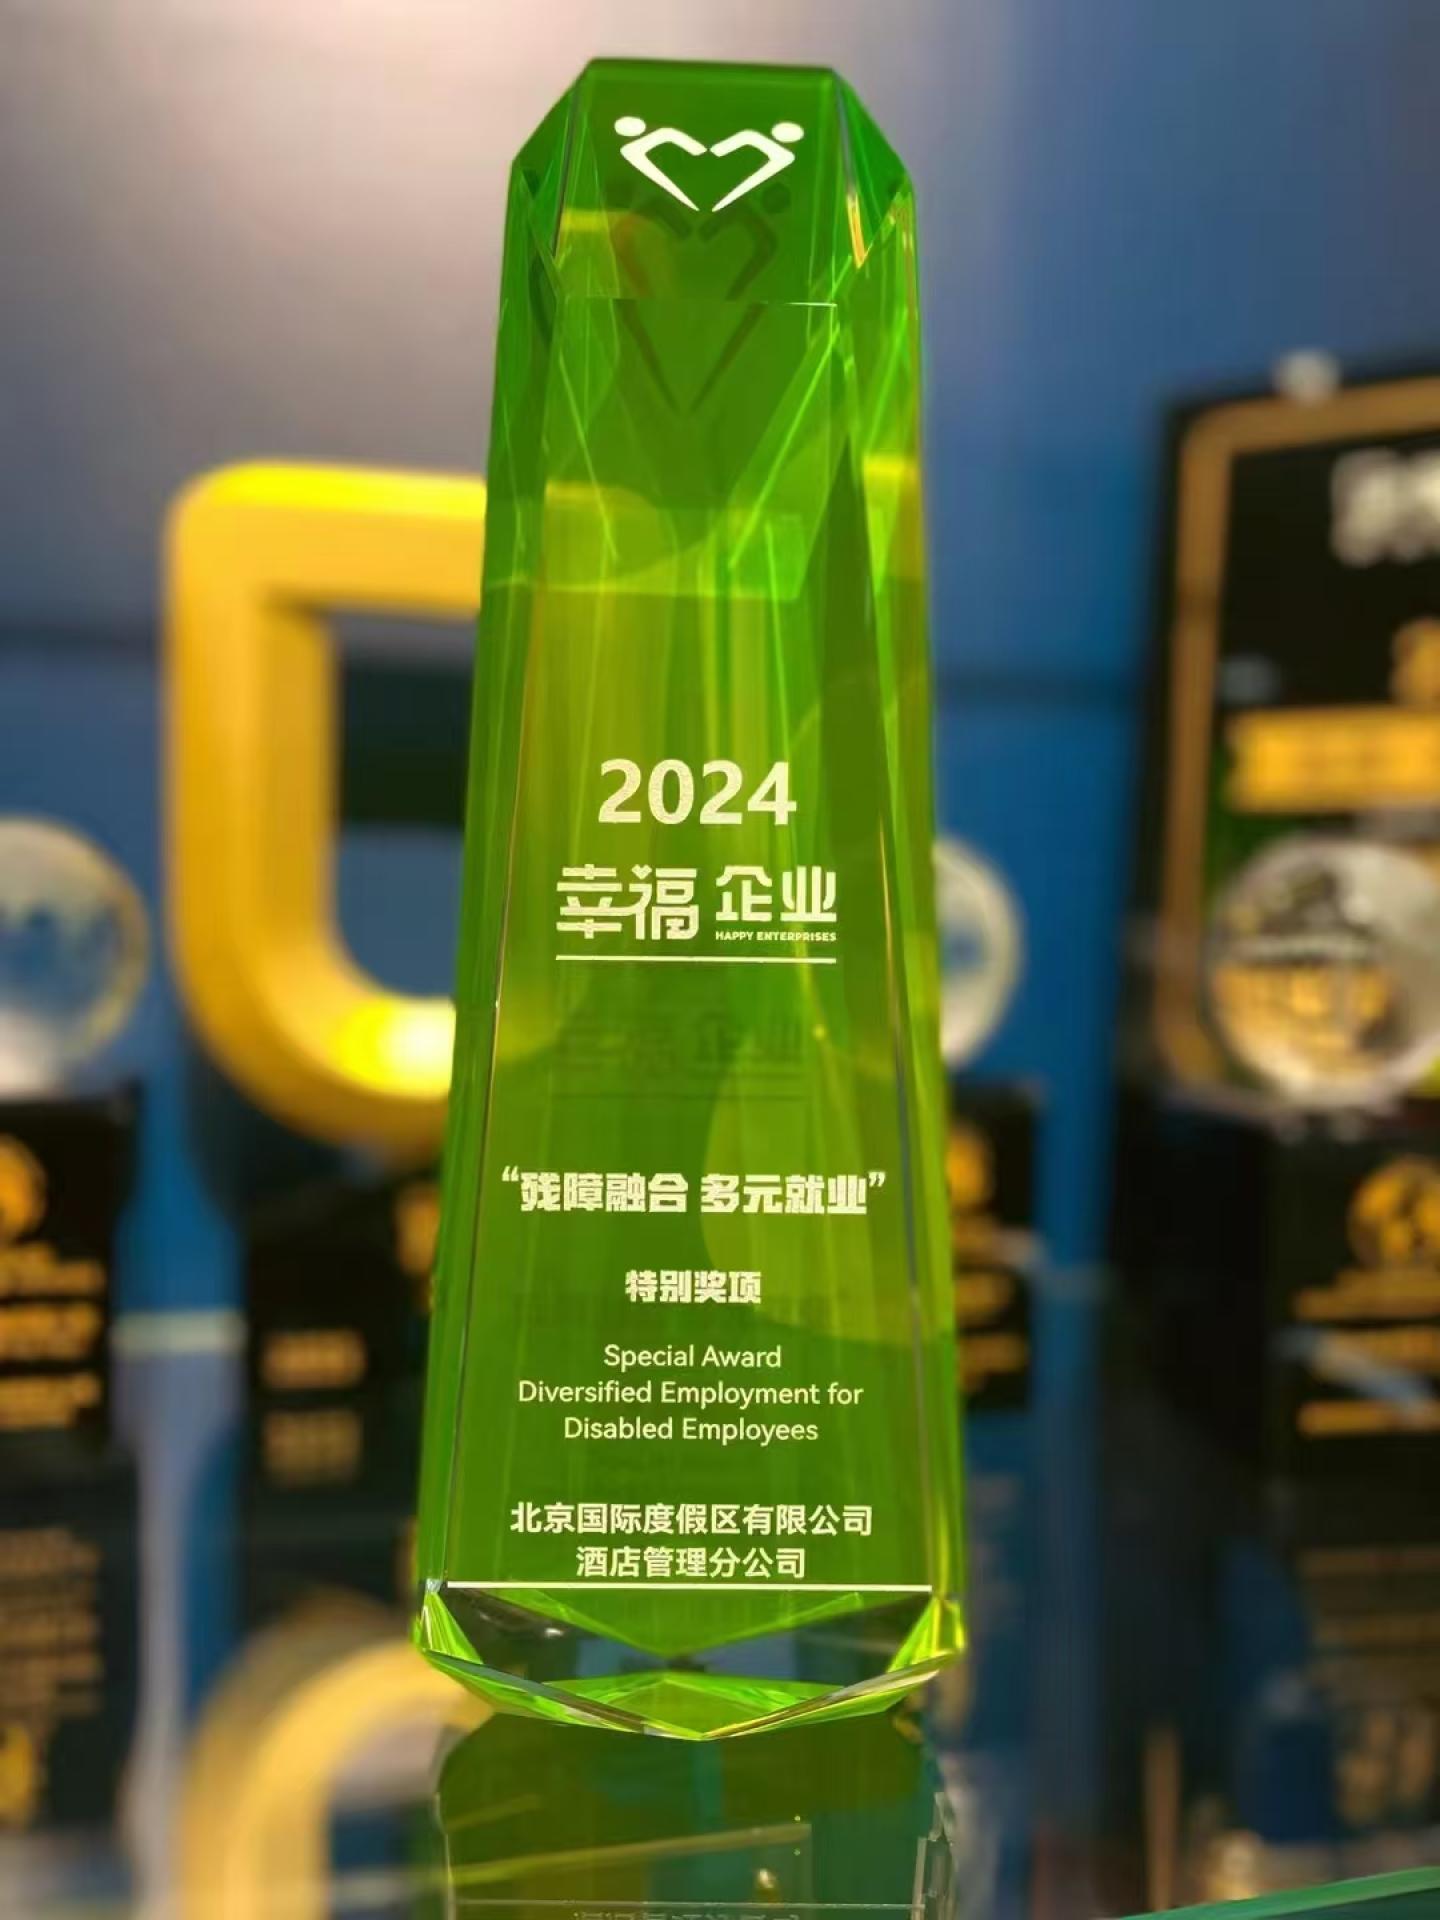 2024
幸福 企业
HAPPY ENTERPRISES
“残障融合 多元就业”
特别奖项
Special Award
Diversified Employment for
Disabled Employees
北京国际度假区有限公司
酒店管理分公司